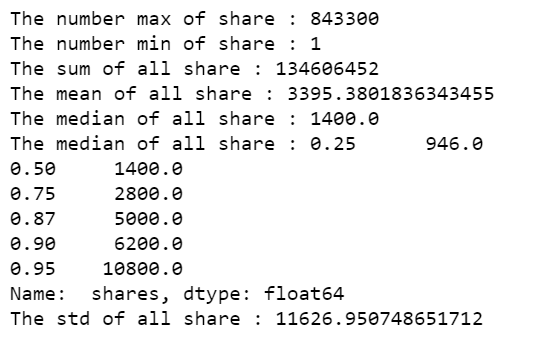 The number max of share : 843300
The number min of share : 1
The sum of all share : 134606452
The mean of all share : 3395.3801836343455
The median of all share : 1400.0
The median of all share : 0.25      946.0
0.50     1400.0
0.75     2800.0
0.87     5000.0
0.90     6200.0
0.95    10800.0
Name:  shares, dtype: float64
The std of all share : 11626.950748651712